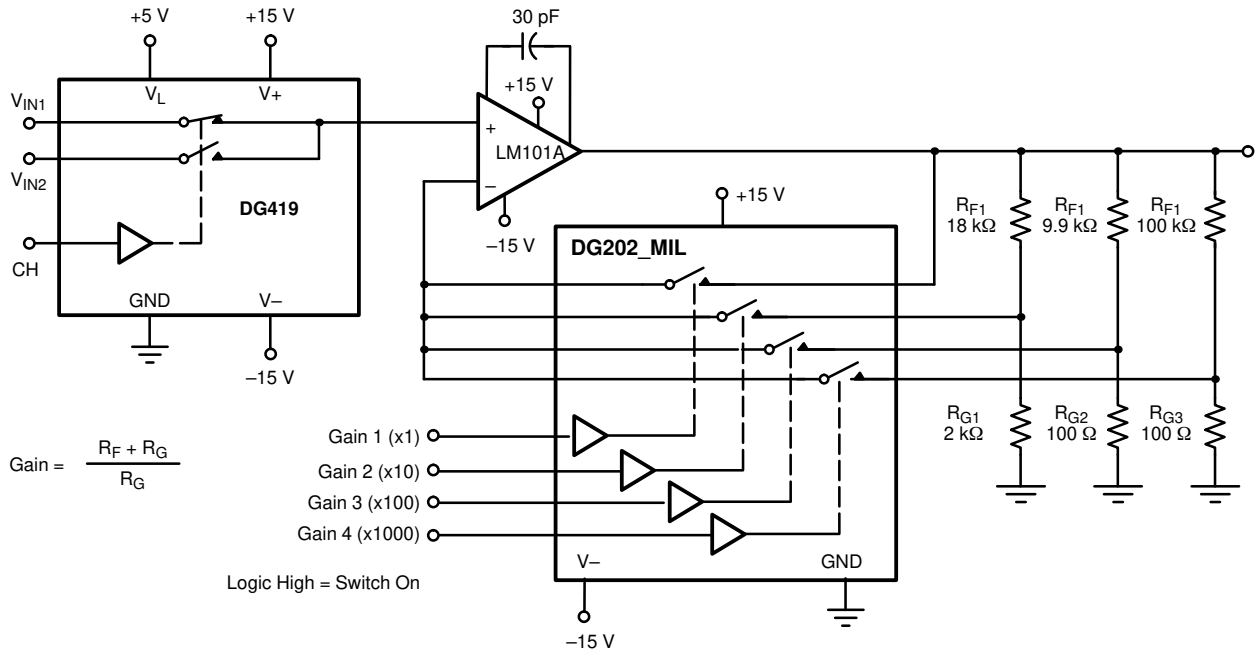 +5 V
+15 V
30 pF
V_L
V+
+15 V
V_IN1
+
LM101A
V_IN2
–
DG419
–15 V
+15 V
CH
GND
V–
–15 V
DG202_MIL
R_F1
18 kΩ
R_F1
9.9 kΩ
R_F1
100 kΩ
R_G1
2 kΩ
R_G2
100 Ω
R_G3
100 Ω
Gain = R_F + R_G
R_G
Gain 1 (x1)
Gain 2 (x10)
Gain 3 (x100)
Gain 4 (x1000)
V–
GND
Logic High = Switch On
–15 V